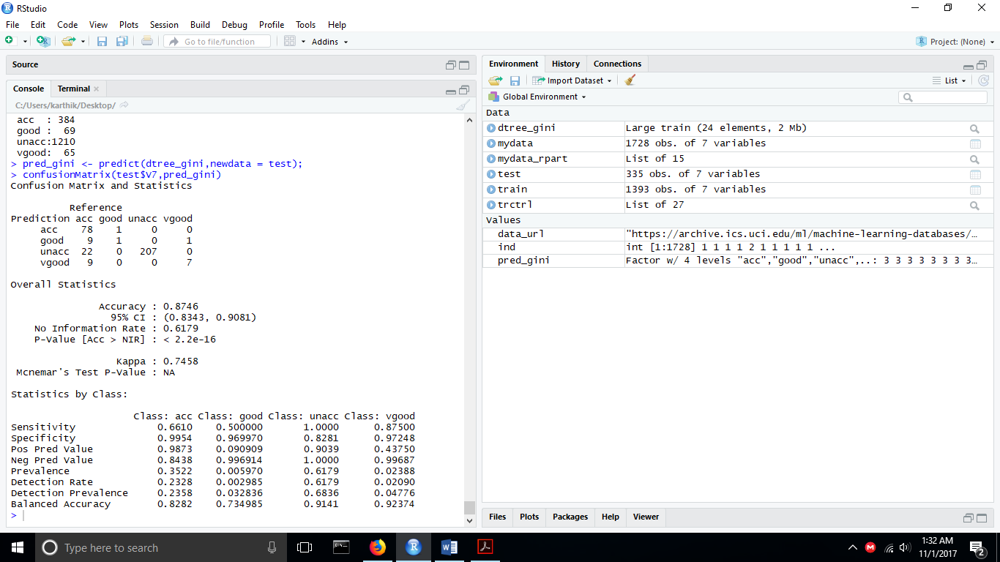 RStudio
File Edit Code View Plots Session Build Debug Profile Tools Help
Go to file/function Addins Project: (None)
Source
Console Terminal
C:/Users/karthik/Desktop/
acc : 384
good : 69
unacc:1210
vgood: 65
> pred_gini <- predict(dtree_gini,newdata = test);
> confusionMatrix(test$V7,pred_gini)
Confusion Matrix and Statistics
Reference
Prediction acc good unacc vgood
acc 78 1 0 0
good 9 1 0 1
unacc 22 0 207 0
vgood 9 0 0 7
Overall Statistics
Accuracy : 0.8746
95% CI : (0.8343, 0.9081)
No Information Rate : 0.6179
P-Value [Acc > NIR] : < 2.2e-16
Kappa : 0.7458
Mcnemar's Test P-Value : NA
Statistics by Class:
Class: acc Class: good Class: unacc Class: vgood
Sensitivity 0.6610 0.500000 1.0000 0.87500
Specificity 0.9954 0.969970 0.8281 0.97248
Pos Pred Value 0.9873 0.090909 0.9039 0.43750
Neg Pred Value 0.8438 0.996914 1.0000 0.99687
Prevalence 0.3522 0.005970 0.6179 0.02388
Detection Rate 0.2328 0.002985 0.6179 0.02090
Detection Prevalence 0.2358 0.032836 0.6836 0.04776
Balanced Accuracy 0.8282 0.734985 0.9141 0.92374
>
Environment History Connections
Import Dataset List
Global Environment
Data
dtree_gini Large train (24 elements, 2 Mb)
mydata 1728 obs. of 7 variables
mydata_rpart List of 15
test 335 obs. of 7 variables
train 1393 obs. of 7 variables
trctrl List of 27
Values
data_url "https://archive.ics.uci.edu/ml/machine-learning-databases/…
ind int [1:1728] 1 1 1 1 2 1 1 1 1 1 ...
pred_gini Factor w/ 4 levels "acc","good","unacc",..: 3 3 3 3 3 3 3 3…
Files Plots Packages Help Viewer
Type here to search
1:32 AM
11/1/2017
2